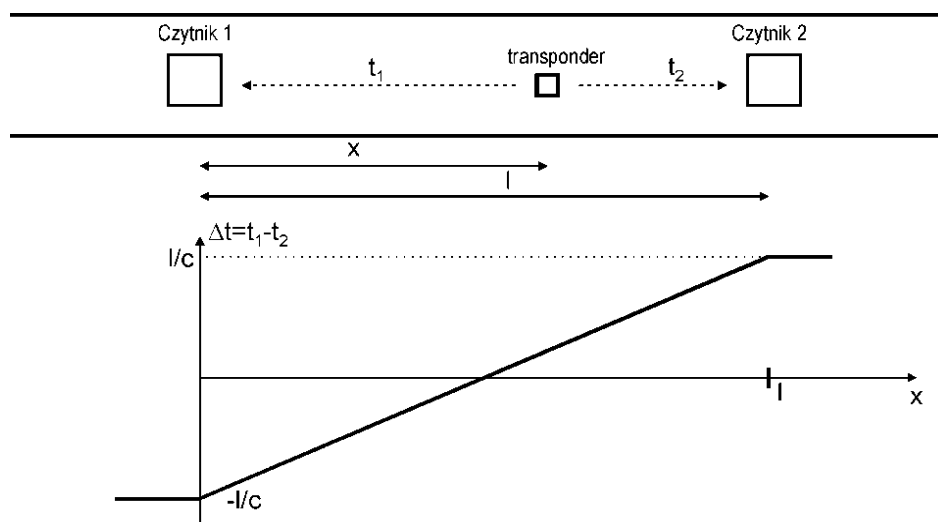 Czytnik 1
transponder
Czytnik 2
t₁
t₂
x
l
Δt=t₁-t₂
l/c
l
x
-l/c